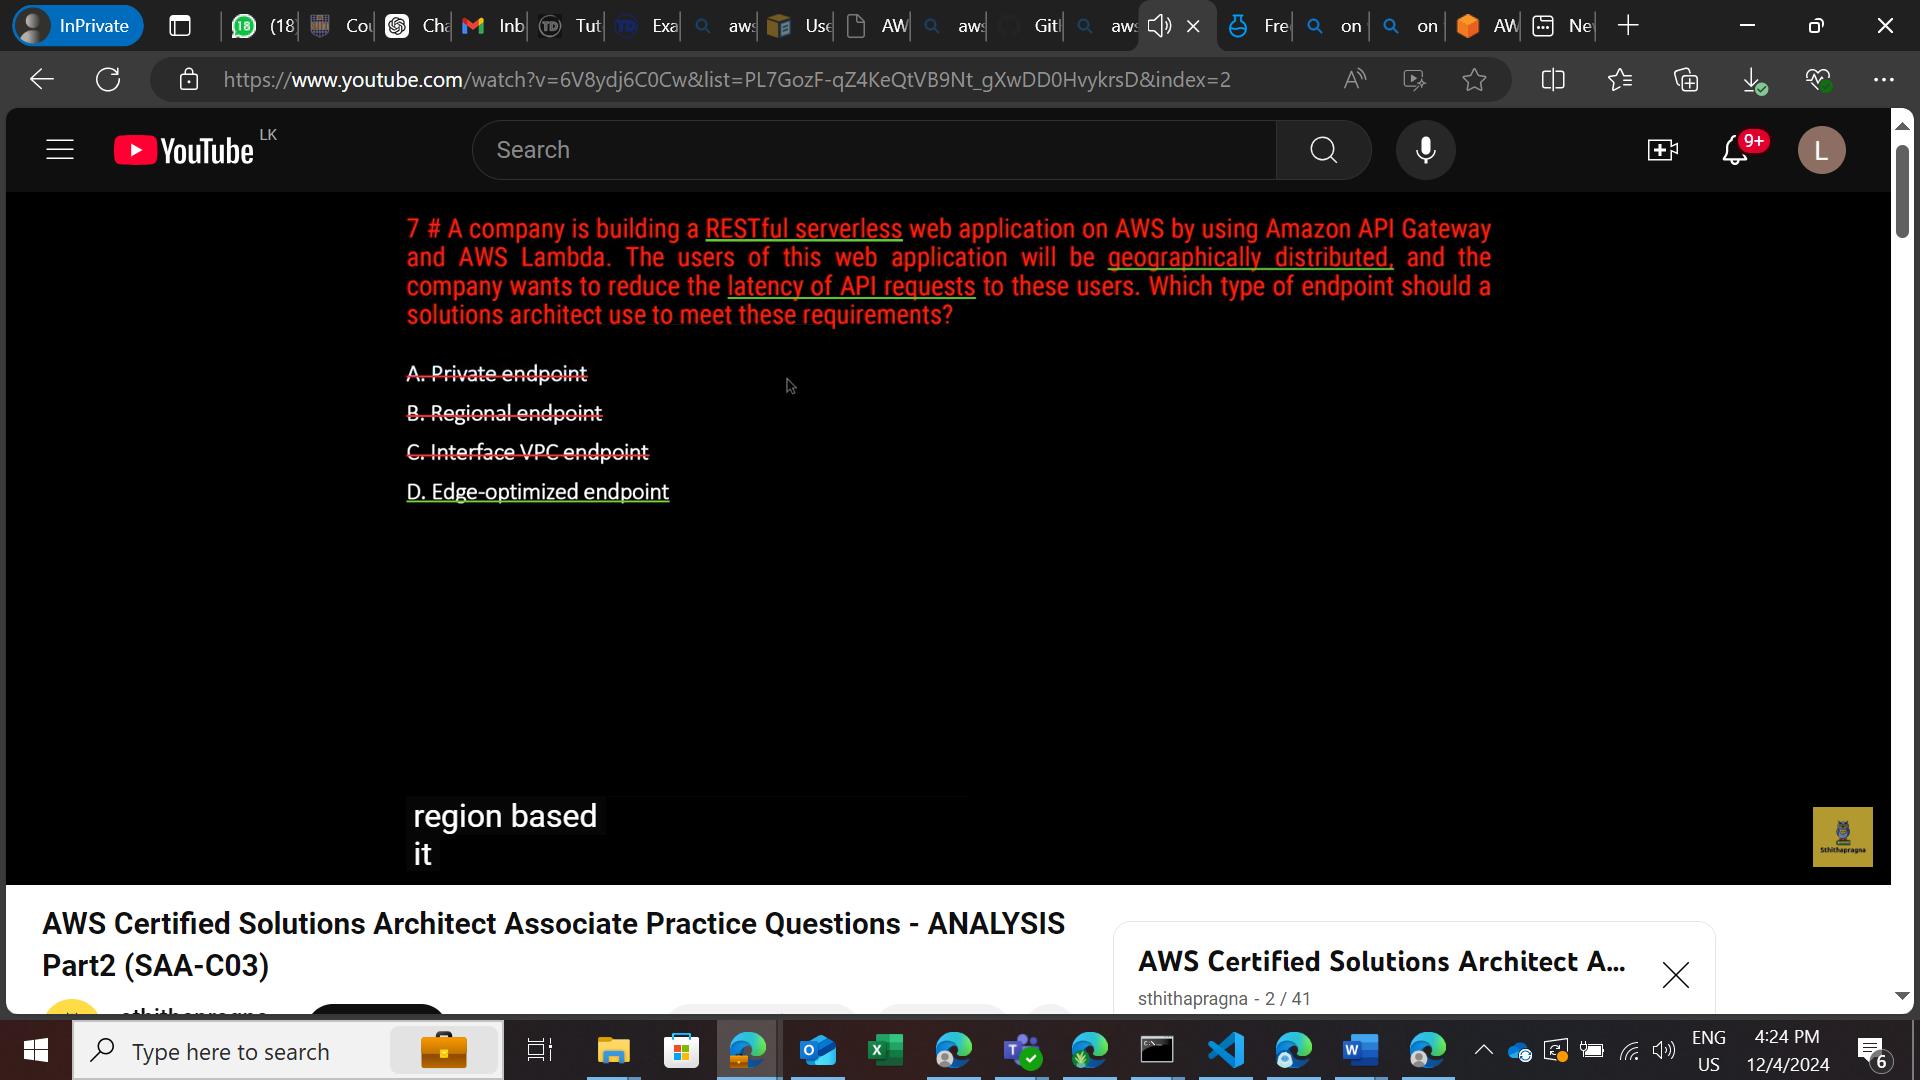 InPrivate
(18
Cou
Cha
Inb
Tut
Exa
aws
Use
AW
aws
Git
aws
Fre
on
on
AW
Ne
https://www.youtube.com/watch?v=6V8ydj6C0Cw&list=PL7GozF-qZ4KeQtVB9Nt_gXwDD0HvykrsD&index=2
YouTube LK
Search
9+
L
7 # A company is building a RESTful serverless web application on AWS by using Amazon API Gateway
and AWS Lambda. The users of this web application will be geographically distributed, and the
company wants to reduce the latency of API requests to these users. Which type of endpoint should a
solutions architect use to meet these requirements?
A. Private endpoint
B. Regional endpoint
C. Interface VPC endpoint
D. Edge-optimized endpoint
region based
it
Sthithapragna
AWS Certified Solutions Architect Associate Practice Questions - ANALYSIS
Part2 (SAA-C03)
AWS Certified Solutions Architect A...
sthithapragna - 2 / 41
sthithapragna
Type here to search
ENG
US
4:24 PM
12/4/2024
6